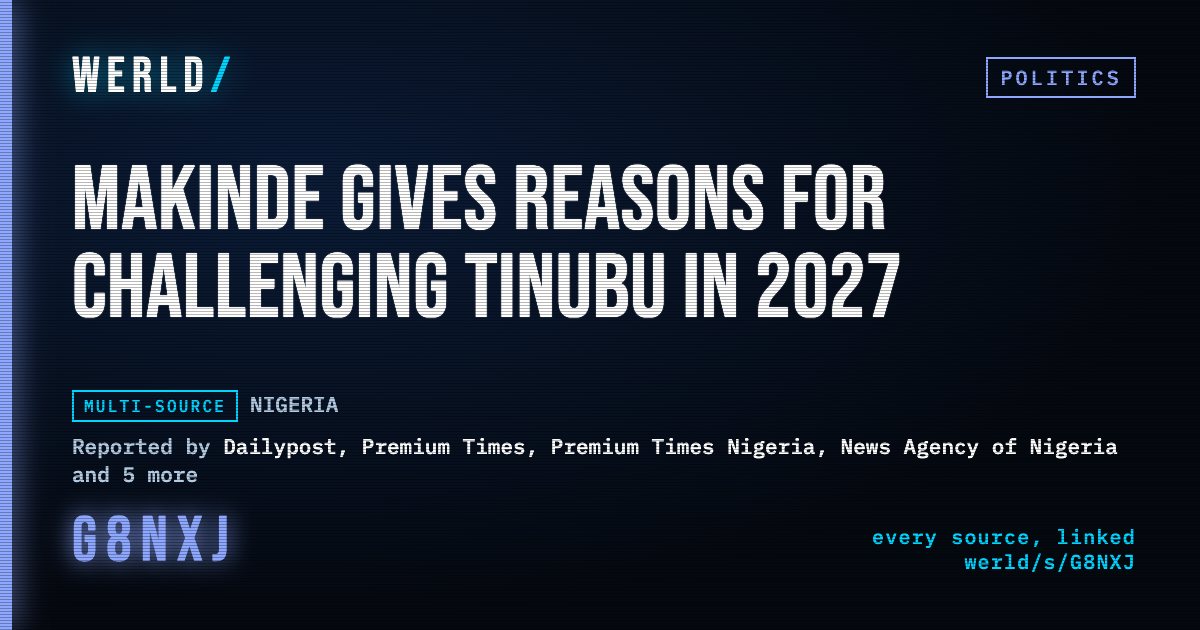 WERLD/
POLITICS
MAKINDE GIVES REASONS FOR
CHALLENGING TINUBU IN 2027
MULTI-SOURCE NIGERIA
Reported by Dailypost, Premium Times, Premium Times Nigeria, News Agency of Nigeria
and 5 more
G8NXJ
every source, linked
werld/s/G8NXJ